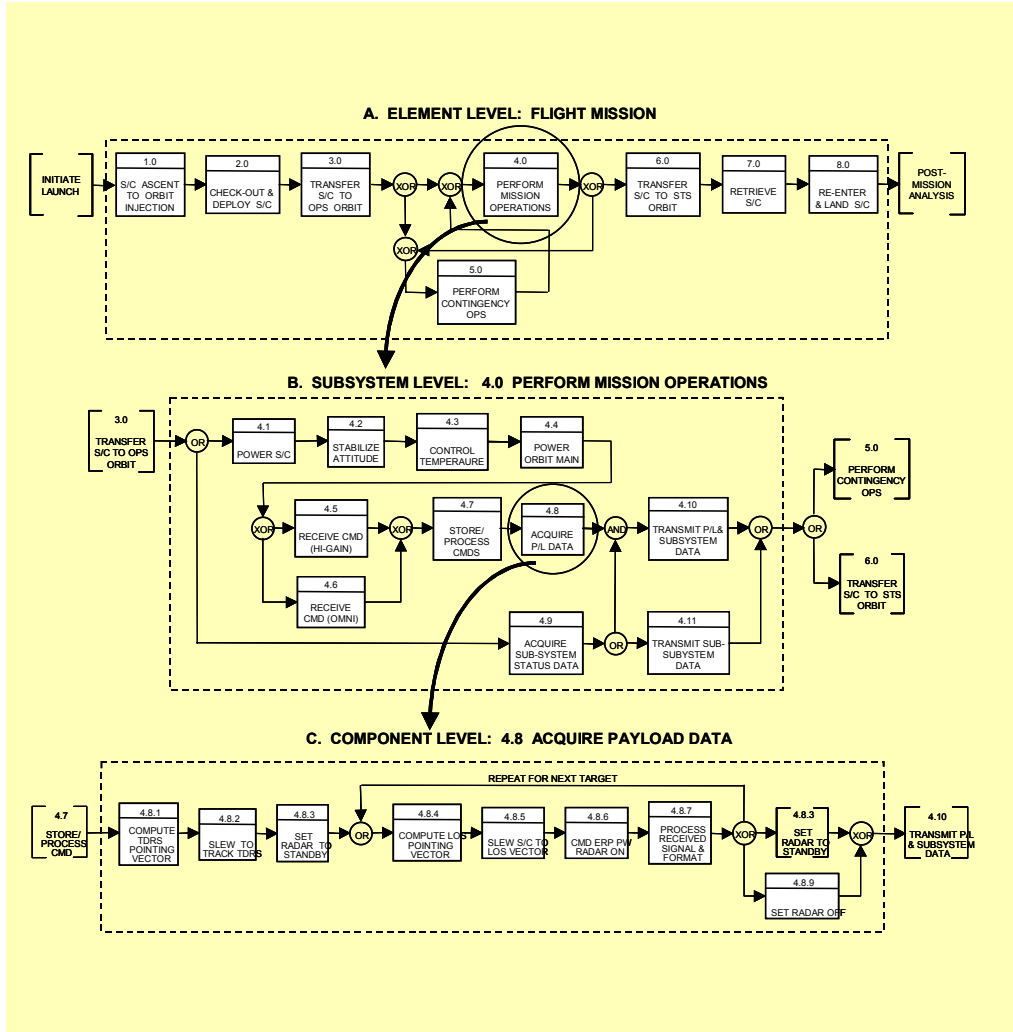 A. ELEMENT LEVEL: FLIGHT MISSION
INITIATE
LAUNCH
1.0
S/C ASCENT
TO ORBIT
INJECTION
2.0
CHECK-OUT &
DEPLOY S/C
3.0
TRANSFER
S/C TO
OPS ORBIT
XOR
XOR
4.0
PERFORM
MISSION
OPERATIONS
XOR
6.0
TRANSFER
S/C TO STS
ORBIT
7.0
RETRIEVE
S/C
8.0
RE-ENTER
& LAND S/C
POST-
MISSION
ANALYSIS
XOR
5.0
PERFORM
CONTINGENCY
OPS
B. SUBSYSTEM LEVEL: 4.0 PERFORM MISSION OPERATIONS
3.0
TRANSFER
S/C TO OPS
ORBIT
OR
4.1
POWER S/C
4.2
STABILIZE
ATTITUDE
4.3
CONTROL
TEMPERAURE
4.4
POWER
ORBIT MAIN
XOR
4.5
RECEIVE CMD
(HI-GAIN)
XOR
4.7
STORE/
PROCESS
CMDS
4.8
ACQUIRE
P/L DATA
AND
4.10
TRANSMIT P/L&
SUBSYSTEM
DATA
OR
OR
5.0
PERFORM
CONTINGENCY
OPS
6.0
TRANSFER
S/C TO STS
ORBIT
4.6
RECEIVE
CMD (OMNI)
4.9
ACQUIRE
SUB-SYSTEM
STATUS DATA
OR
4.11
TRANSMIT SUB-
SUBYSTEM
DATA
C. COMPONENT LEVEL: 4.8 ACQUIRE PAYLOAD DATA
REPEAT FOR NEXT TARGET
4.7
STORE/
PROCESS
CMD
4.8.1
COMPUTE
TDRS
POINTING
VECTOR
4.8.2
SLEW TO
TRACK TDRS
4.8.3
SET
RADAR TO
STANDBY
OR
4.8.4
COMPUTE LOS
POINTING
VECTOR
4.8.5
SLEW S/C TO
LOS VECTOR
4.8.6
CMD ERP PW
RADAR ON
4.8.7
PROCESS
RECEIVED
SIGNAL &
FORMAT
XOR
4.8.3
SET
RADAR TO
STANDBY
XOR
4.10
TRANSMIT P/L
& SUBSYSTEM
DATA
4.8.9
SET RADAR OFF